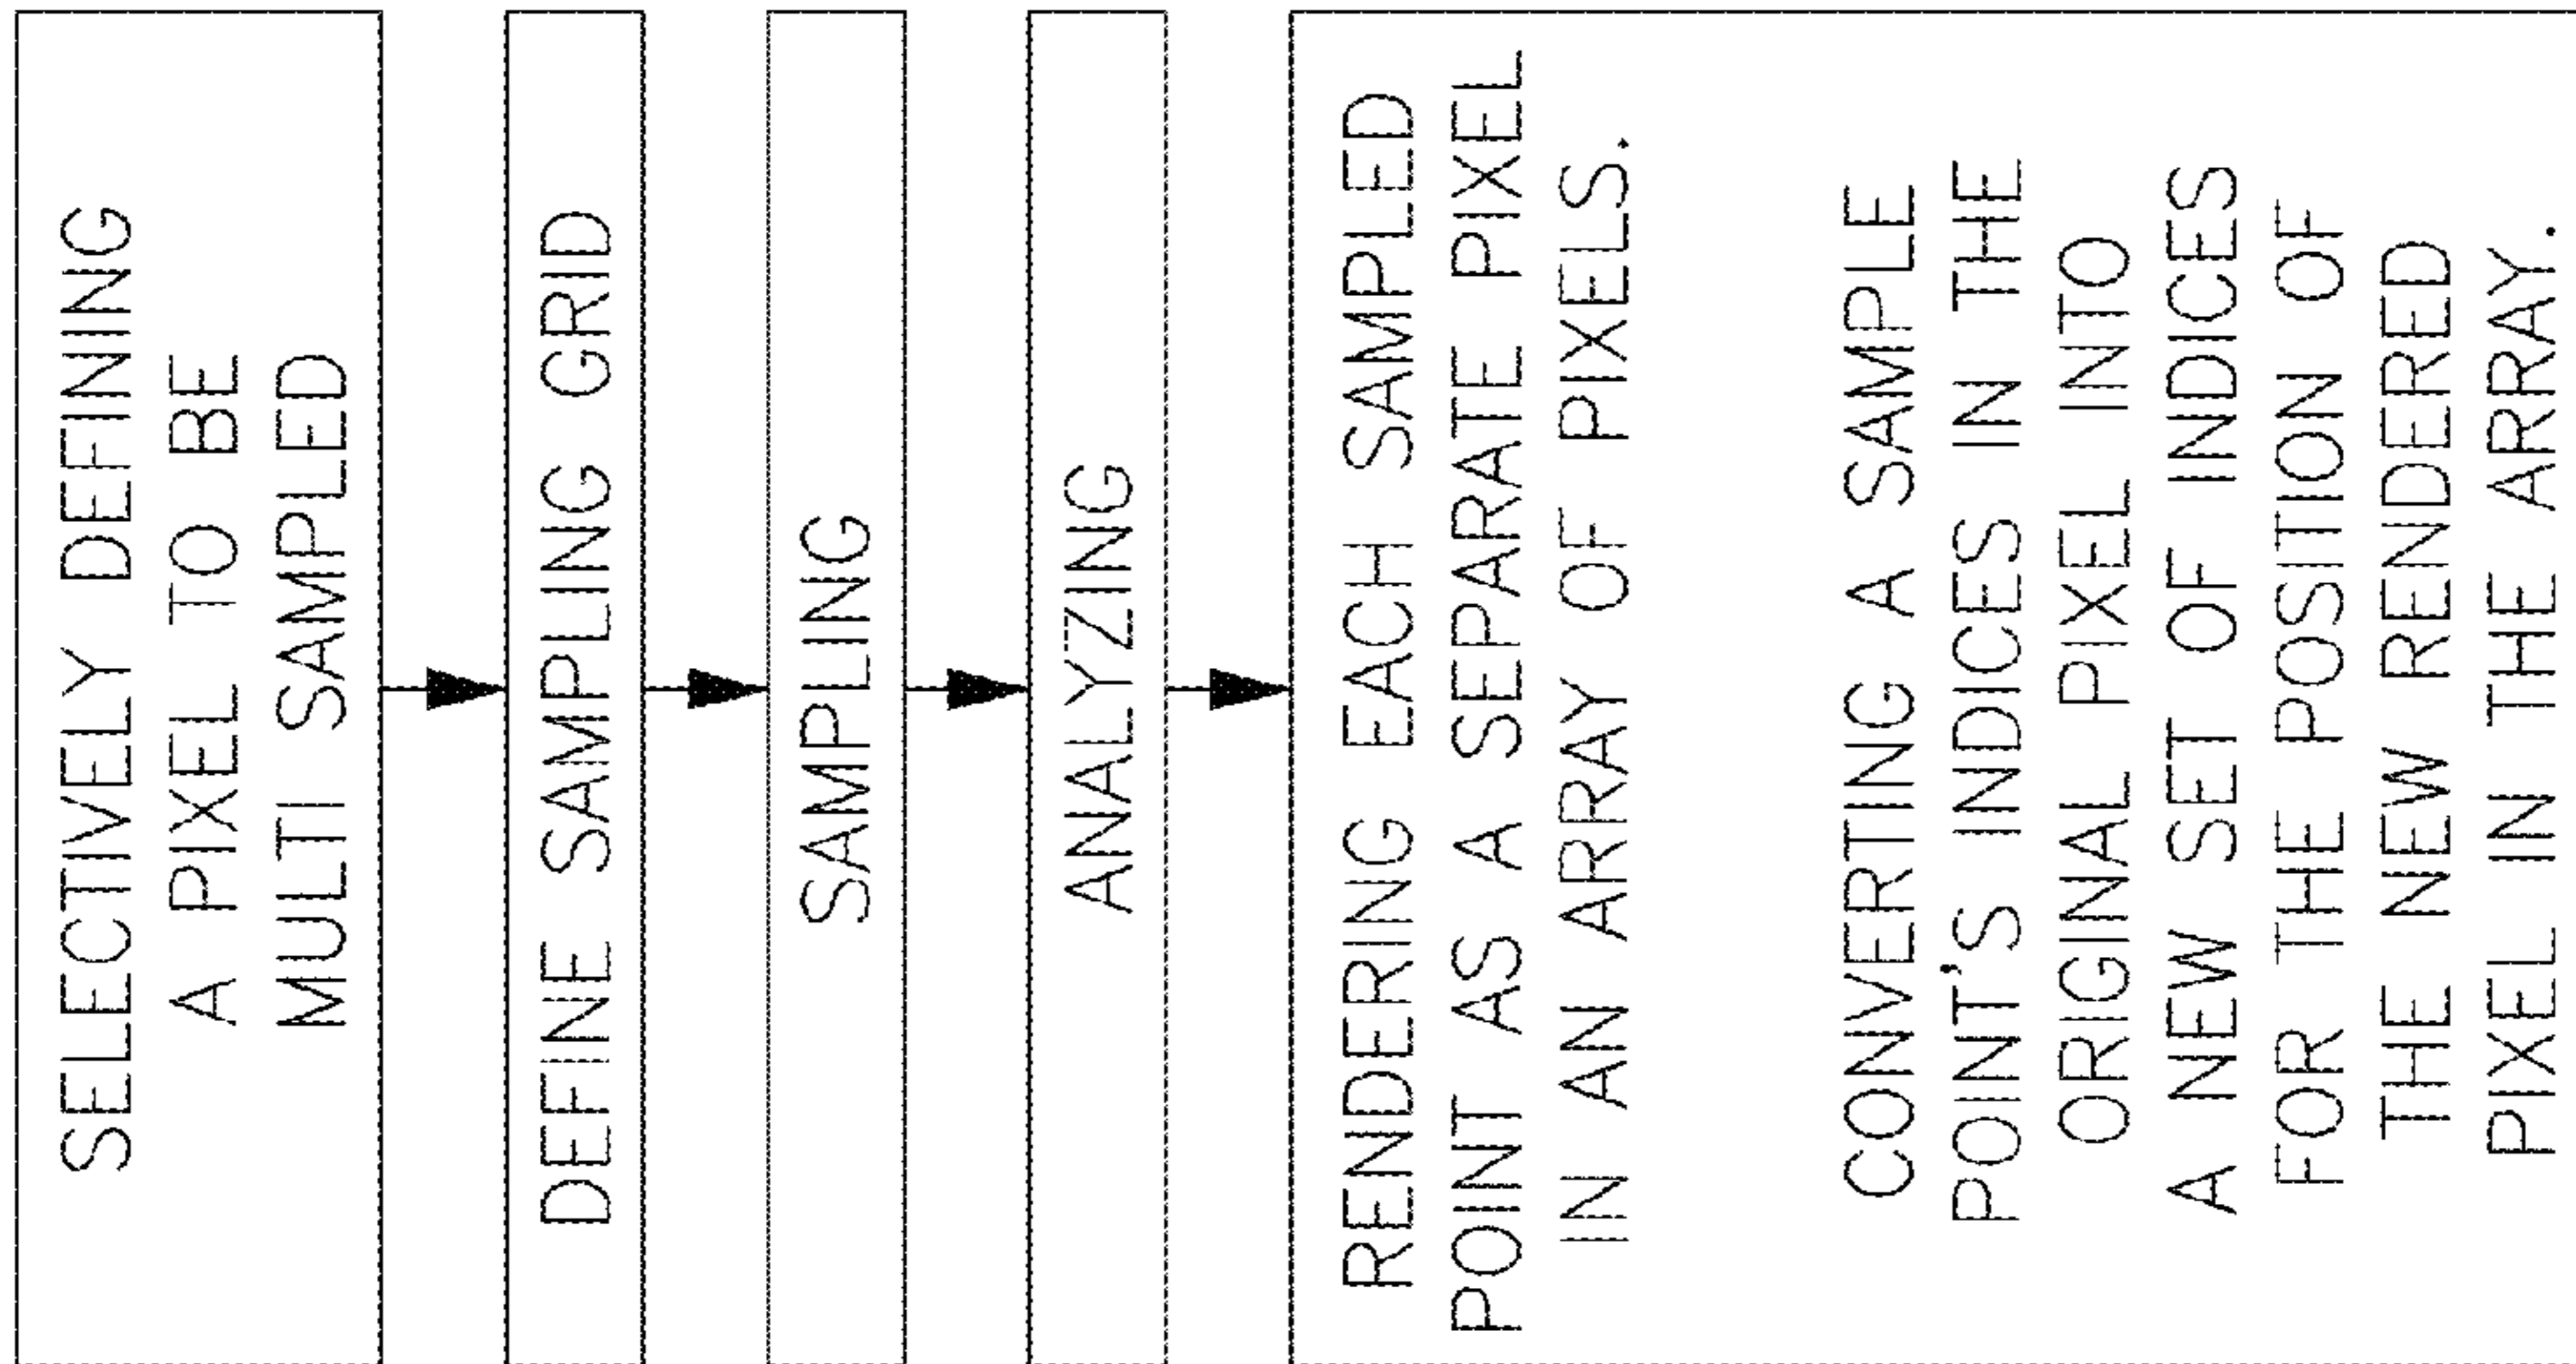 SELECTIVELY DEFINING
A PIXEL TO BE
MULTI SAMPLED
DEFINE SAMPLING GRID
SAMPLING
ANALYZING
RENDERING EACH SAMPLED
POINT AS A SEPARATE PIXEL
IN AN ARRAY OF PIXELS.
CONVERTING A SAMPLE
POINT'S INDICES IN THE
ORIGINAL PIXEL INTO
A NEW SET OF INDICES
FOR THE POSITION OF
THE NEW RENDERED
PIXEL IN THE ARRAY.